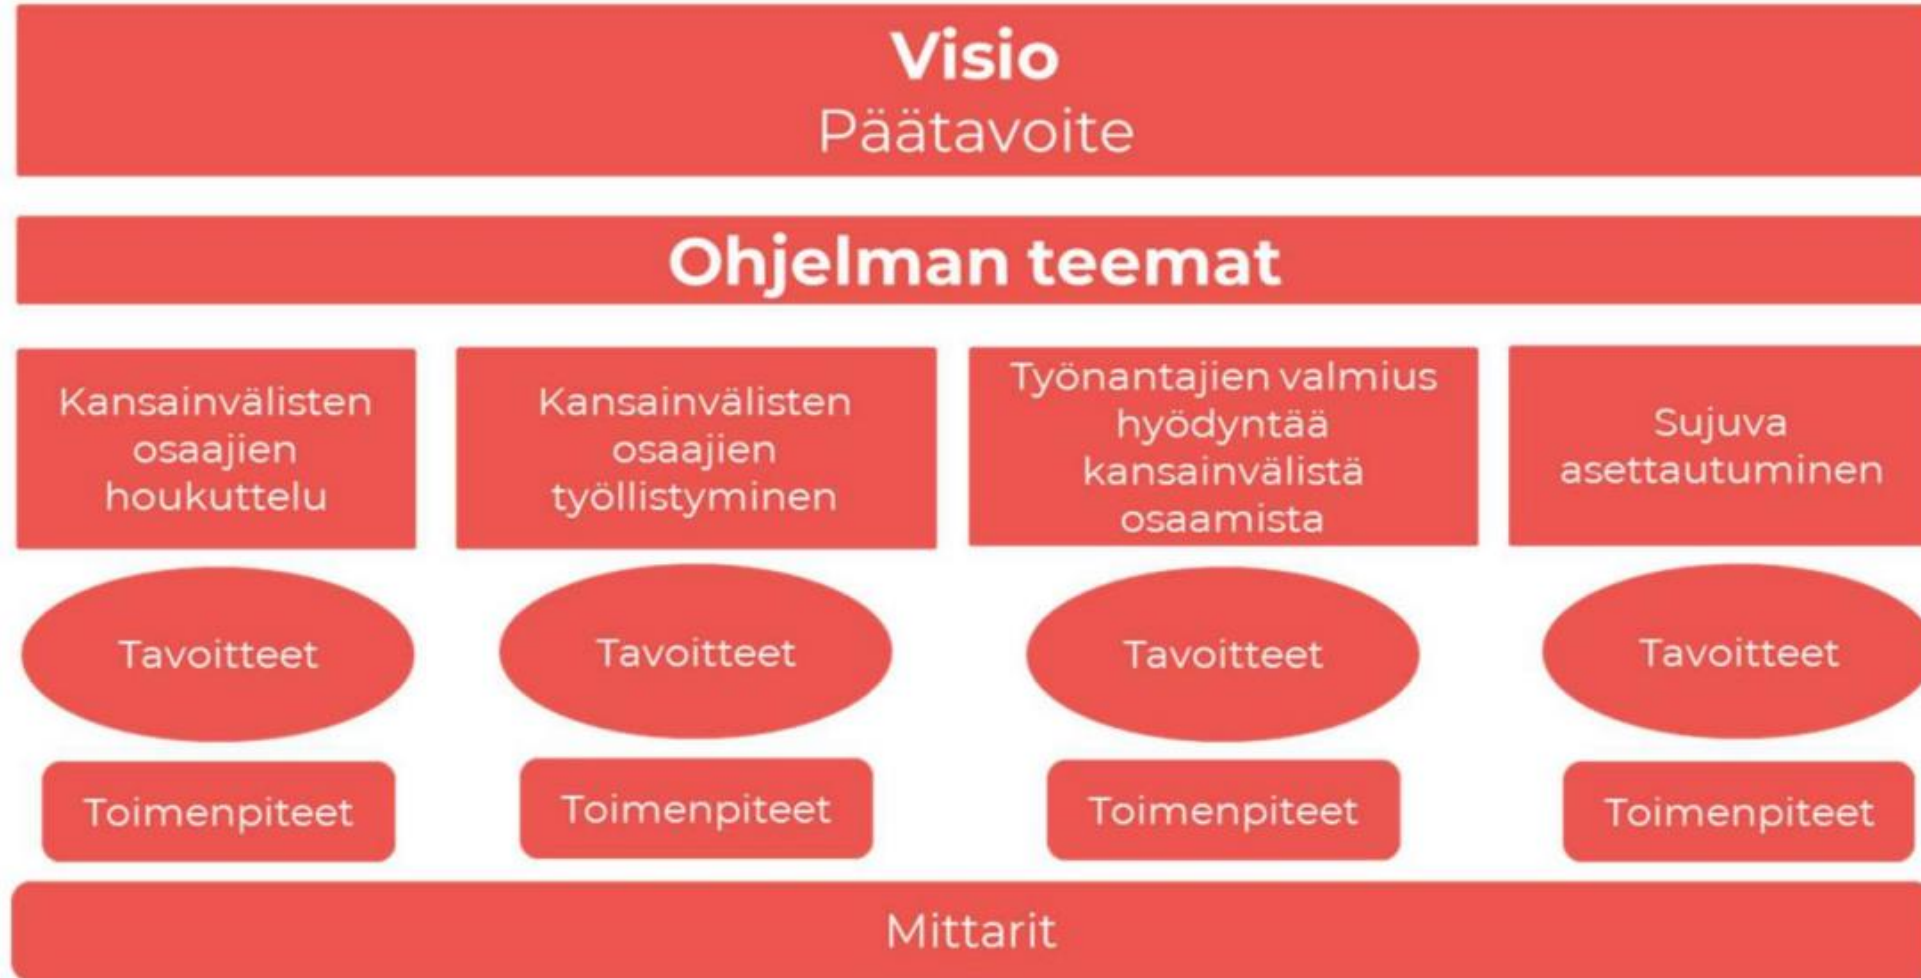 Visio
Päätavoite
Ohjelman teemat
Kansainvälisten
osaajien
houkuttelu
Kansainvälisten
osaajien
työllistyminen
Työnantajien valmius
hyödyntää
kansainvälistä
osaamista
Sujuva
asettautuminen
Tavoitteet
Tavoitteet
Tavoitteet
Tavoitteet
Toimenpiteet
Toimenpiteet
Toimenpiteet
Toimenpiteet
Mittarit